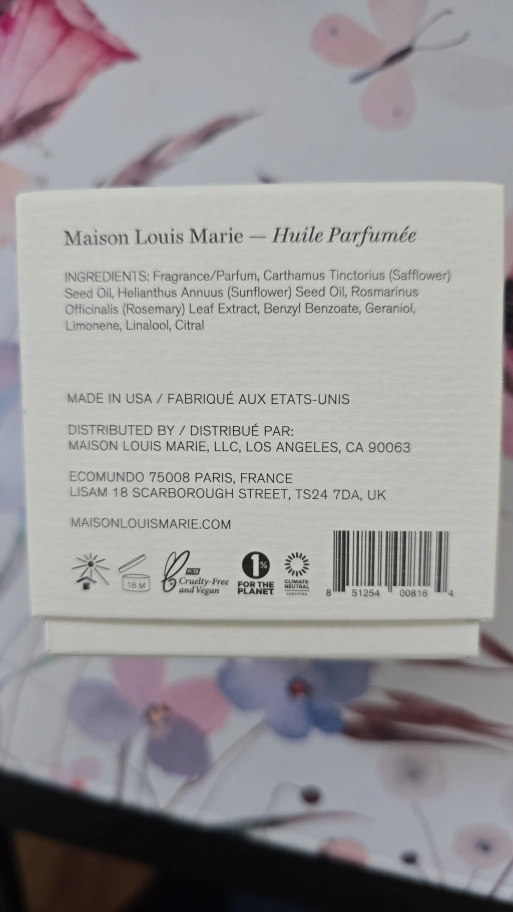 Maison Louis Marie — Huile Parfumée
INGREDIENTS: Fragrance/Parfum, Carthamus Tinctorius (Safflower)
Seed Oil, Helianthus Annuus (Sunflower) Seed Oil, Rosmarinus
Officinalis (Rosemary) Leaf Extract, Benzyl Benzoate, Geraniol,
Limonene, Linalool, Citral
MADE IN USA / FABRIQUÉ AUX ETATS-UNIS
DISTRIBUTED BY / DISTRIBUÉ PAR:
MAISON LOUIS MARIE, LLC, LOS ANGELES, CA 90063
ECOMUNDO 75008 PARIS, FRANCE
LISAM 18 SCARBOROUGH STREET, TS24 7DA, UK
MAISONLOUISMARIE.COM
18 M
PETA
Cruelty-Free
and Vegan
1%
FOR THE
PLANET
CLIMATE
NEUTRAL
CERTIFIED
8 51254 00816 4